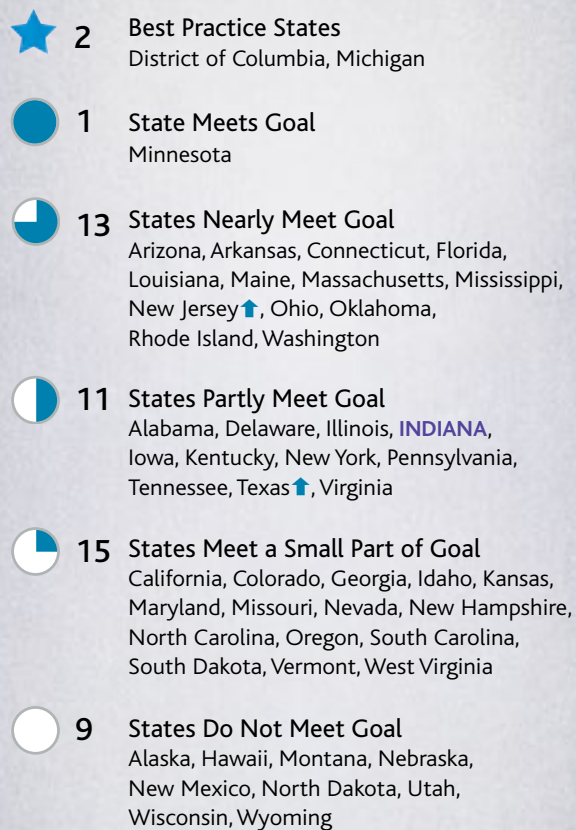 2 Best Practice States
District of Columbia, Michigan
1 State Meets Goal
Minnesota
13 States Nearly Meet Goal
Arizona, Arkansas, Connecticut, Florida,
Louisiana, Maine, Massachusetts, Mississippi,
New Jersey⬆, Ohio, Oklahoma,
Rhode Island, Washington
11 States Partly Meet Goal
Alabama, Delaware, Illinois, INDIANA,
Iowa, Kentucky, New York, Pennsylvania,
Tennessee, Texas⬆, Virginia
15 States Meet a Small Part of Goal
California, Colorado, Georgia, Idaho, Kansas,
Maryland, Missouri, Nevada, New Hampshire,
North Carolina, Oregon, South Carolina,
South Dakota, Vermont, West Virginia
9 States Do Not Meet Goal
Alaska, Hawaii, Montana, Nebraska,
New Mexico, North Dakota, Utah,
Wisconsin, Wyoming